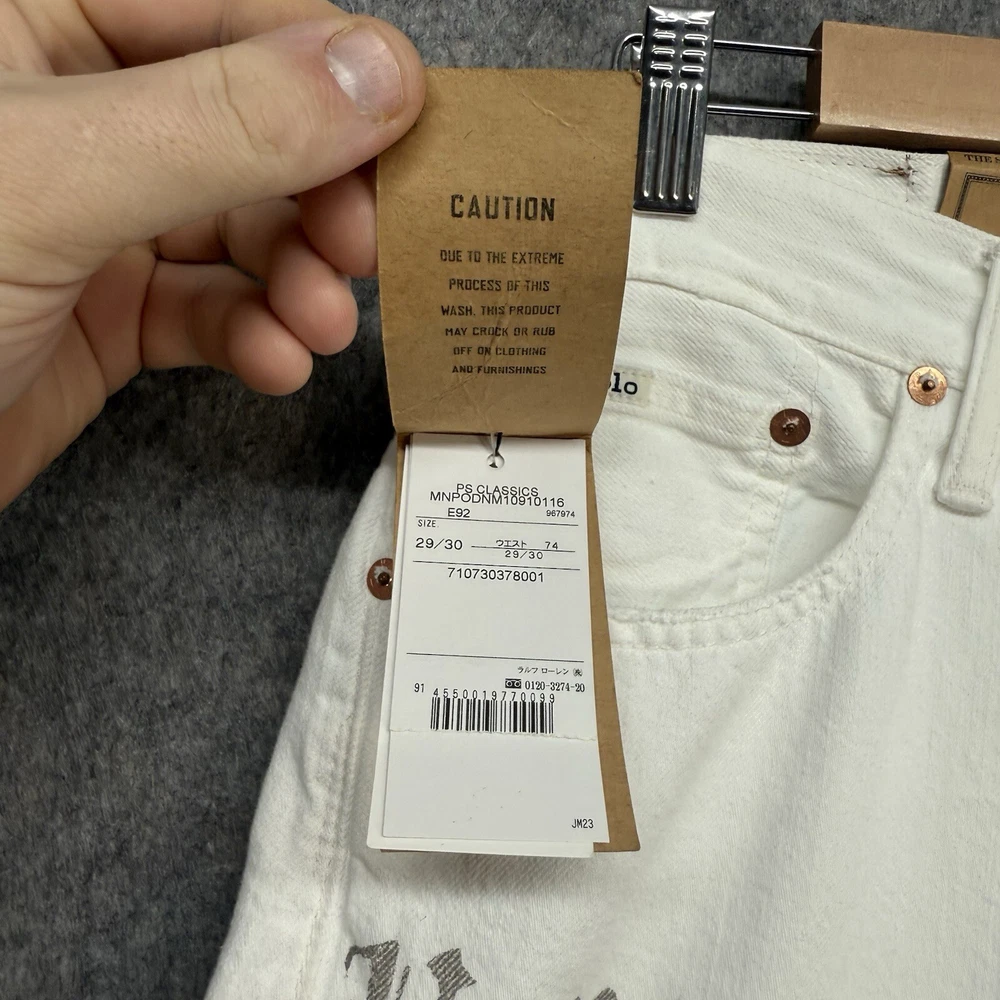 CAUTION
DUE TO THE EXTREME
PROCESS OF THIS
WASH, THIS PRODUCT
MAY CROCK OR RUB
OFF ON CLOTHING
AND FURNISHINGS
THE
lo
PS CLASSICS
MNPODNM10910116
E92 967974
SIZE
29/30 ウエスト 74
29/30
710730378001
ラルフ ローレン
0120-3274-20
91 4550019770099
JM23